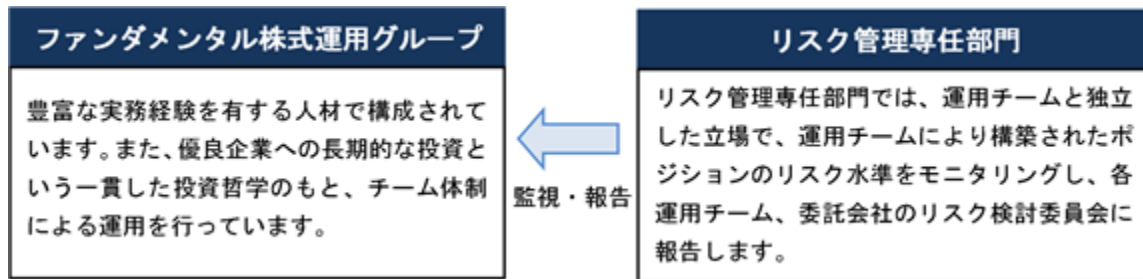 ファンダメンタル株式運用グループ
豊富な実務経験を有する人材で構成されて
います。また、優良企業への長期的な投資と
いう一貫した投資哲学のもと、チーム体制
による運用を行っています。
監視・報告
リスク管理専任部門
リスク管理専任部門では、運用チームと独立
した立場で、運用チームにより構築されたポ
ジションのリスク水準をモニタリングし、各
運用チーム、委託会社のリスク検討委員会に
報告します。